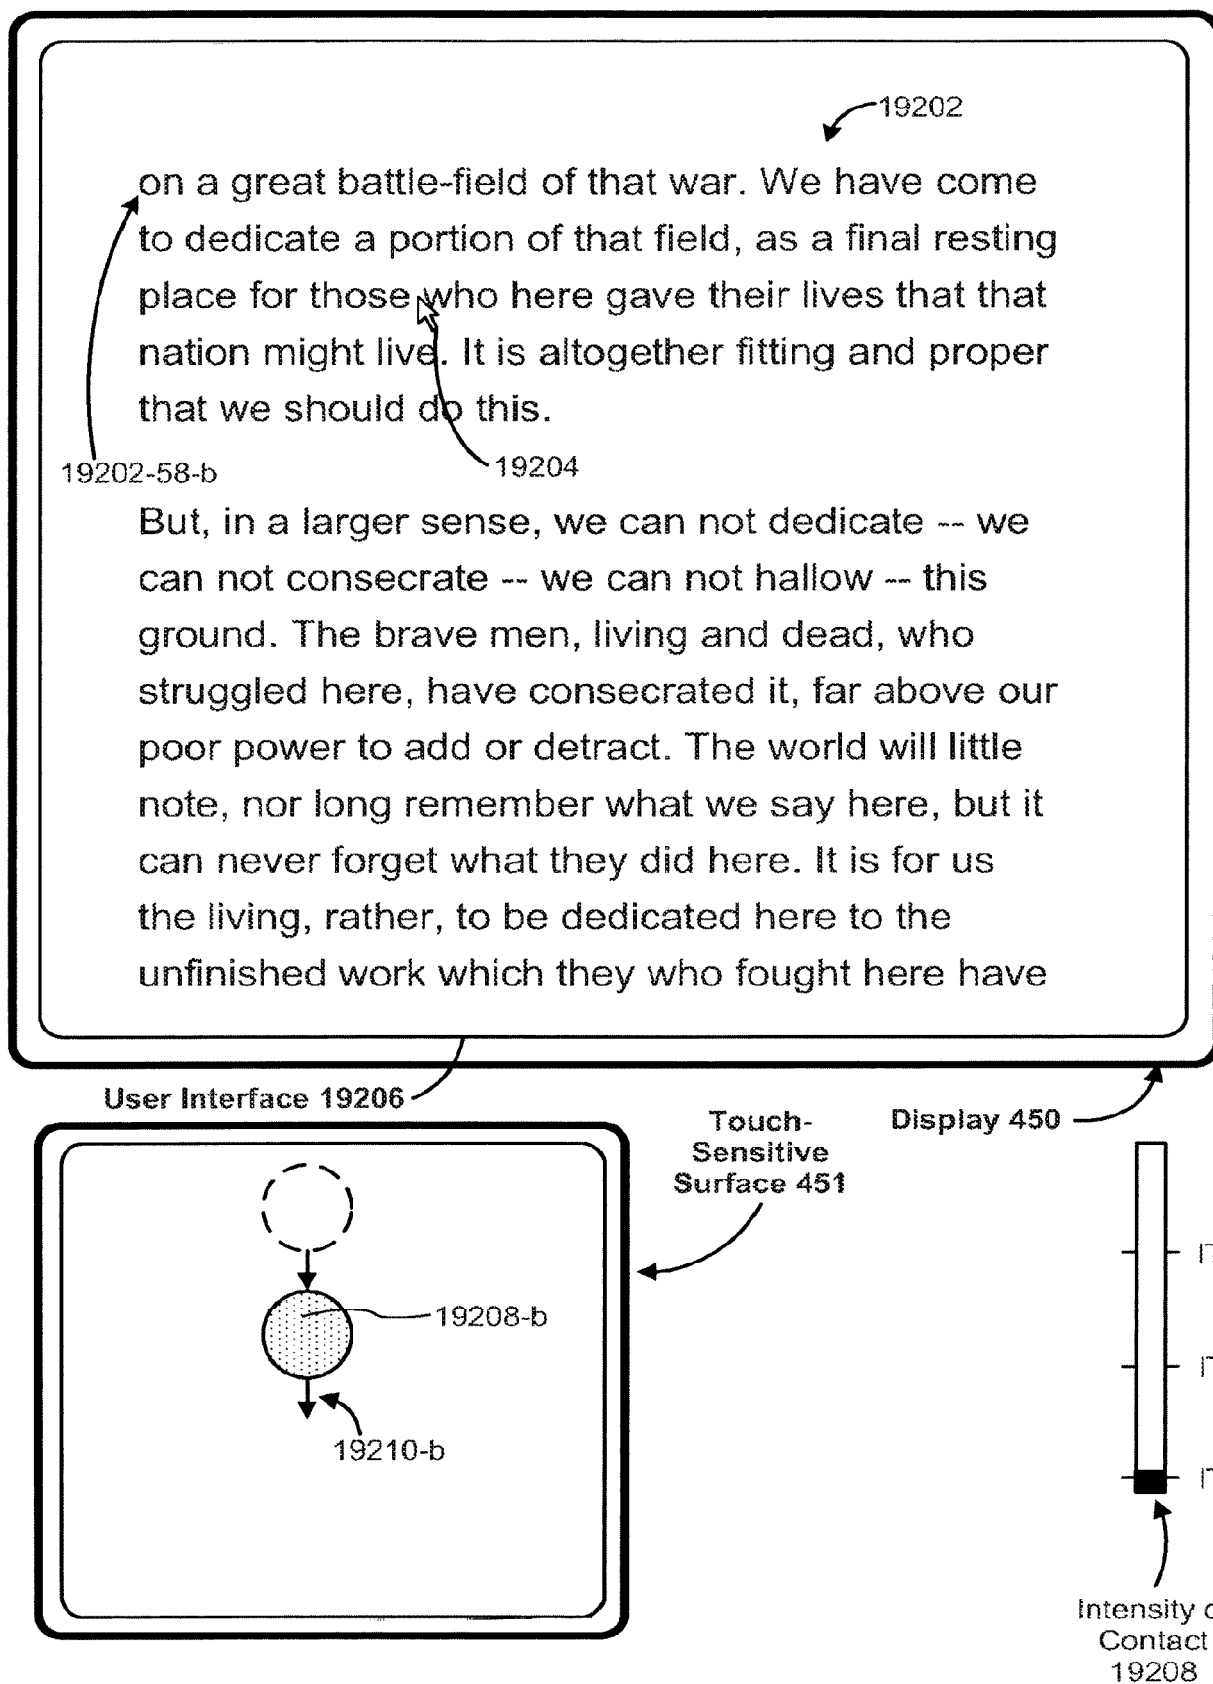 19202
on a great battle-field of that war. We have come
to dedicate a portion of that field, as a final resting
place for those who here gave their lives that that
nation might live. It is altogether fitting and proper
that we should do this.
19202-58-b
19204
But, in a larger sense, we can not dedicate -- we
can not consecrate -- we can not hallow -- this
ground. The brave men, living and dead, who
struggled here, have consecrated it, far above our
poor power to add or detract. The world will little
note, nor long remember what we say here, but it
can never forget what they did here. It is for us
the living, rather, to be dedicated here to the
unfinished work which they who fought here have
User Interface 19206
Touch-
Sensitive
Surface 451
Display 450
19208-b
19210-b
Intensity
Contact
19208